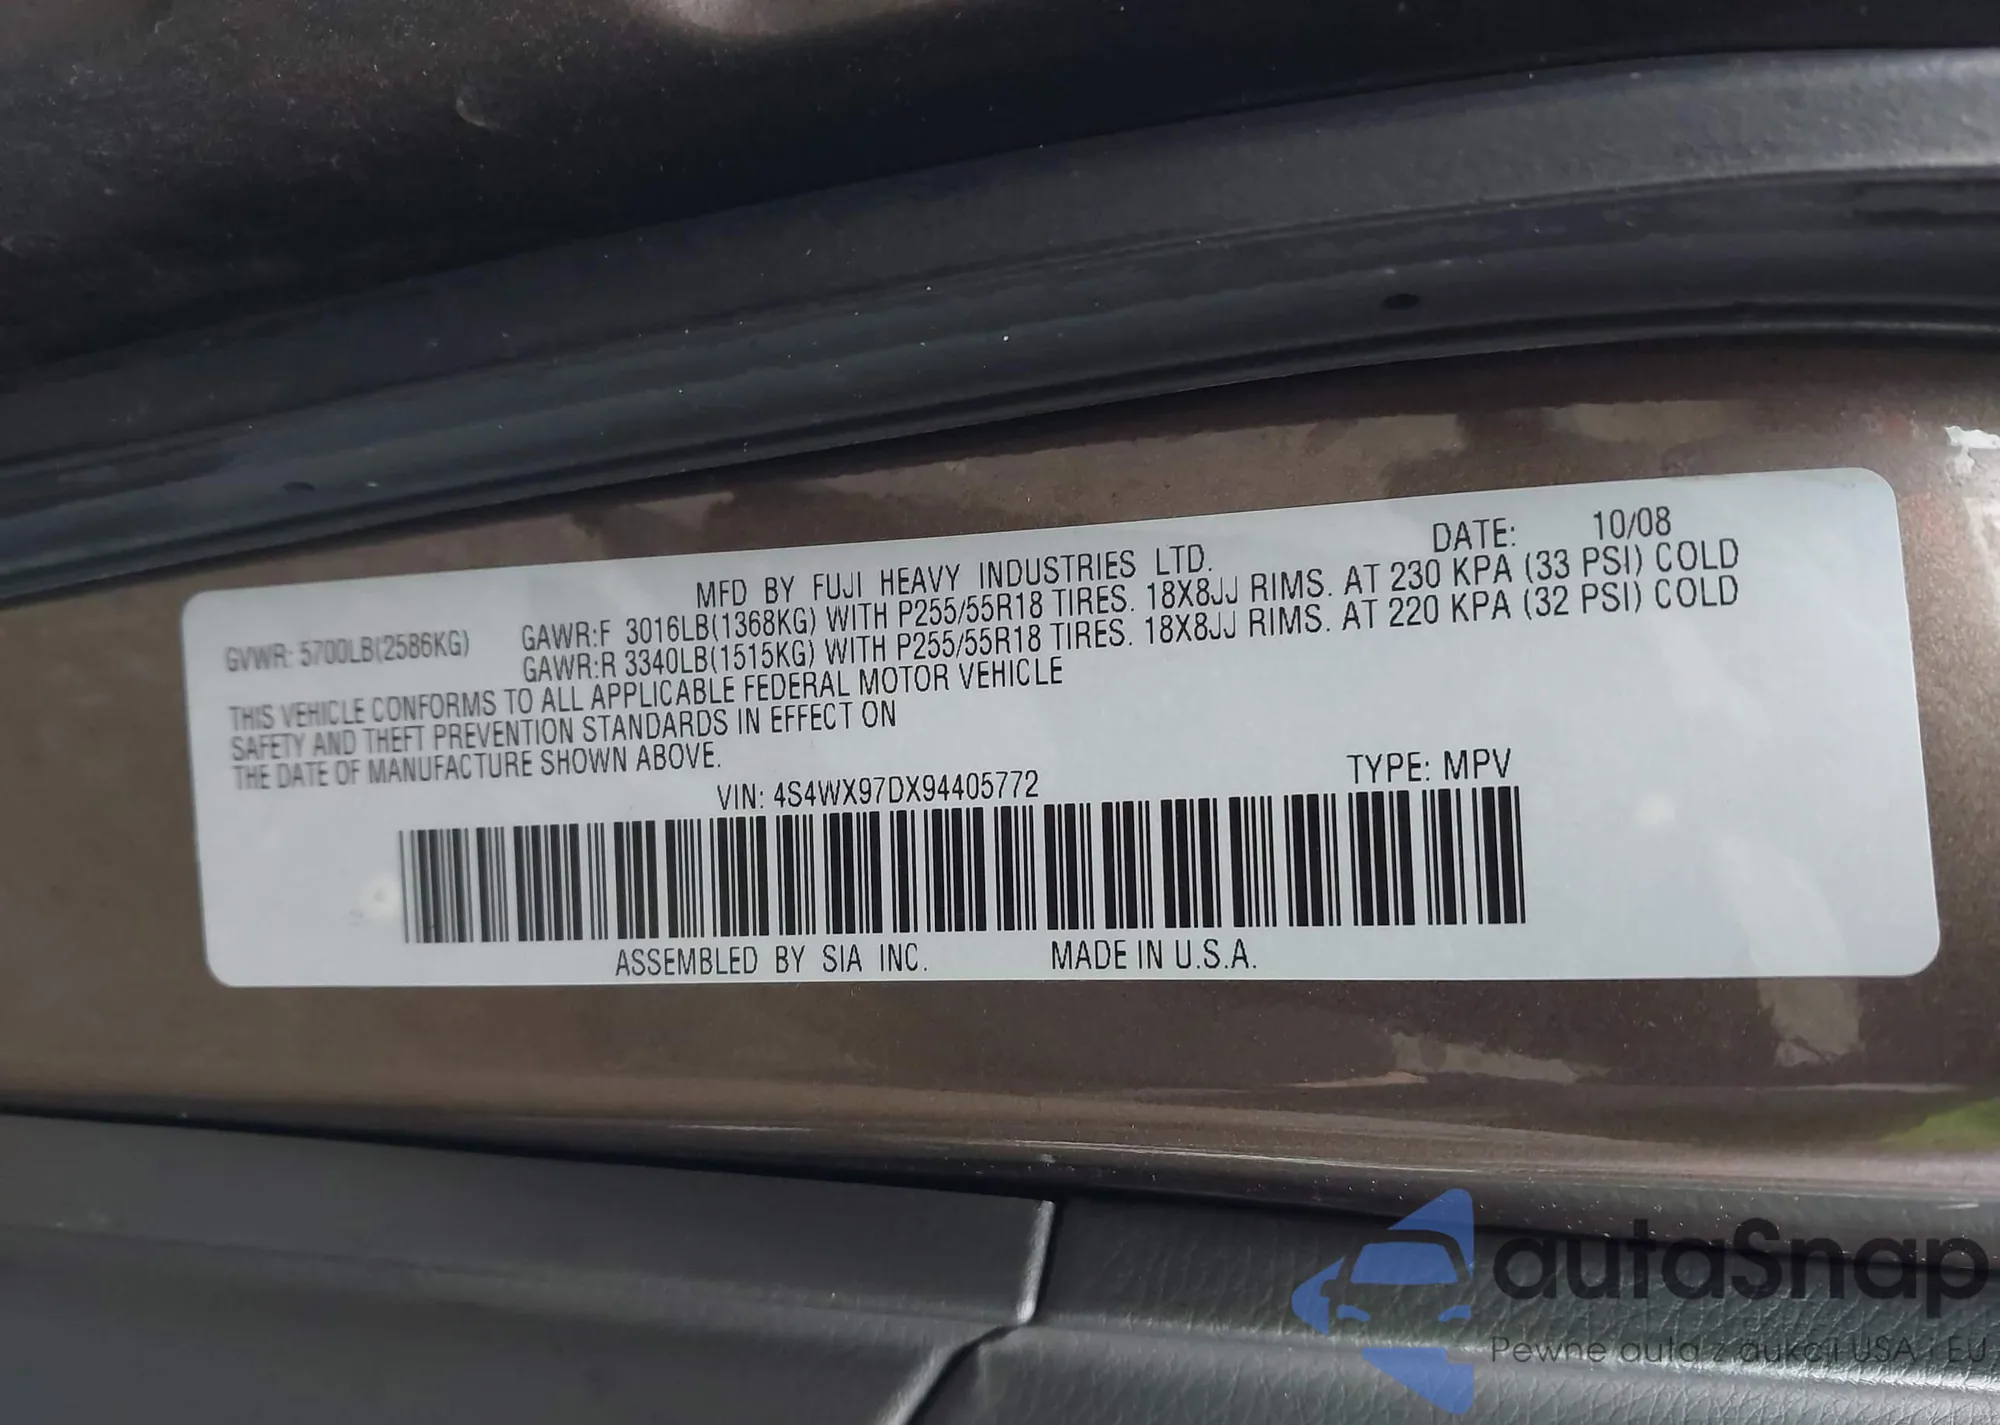 MFD BY FUJI HEAVY INDUSTRIES LTD. DATE: 10/08
GVWR: 5700LB(2586KG) GAWR:F 3016LB(1368KG) WITH P255/55R18 TIRES. 18X8JJ RIMS. AT 230 KPA (33 PSI) COLD
GAWR:R 3340LB(1515KG) WITH P255/55R18 TIRES. 18X8JJ RIMS. AT 220 KPA (32 PSI) COLD
THIS VEHICLE CONFORMS TO ALL APPLICABLE FEDERAL MOTOR VEHICLE
SAFETY AND THEFT PREVENTION STANDARDS IN EFFECT ON
THE DATE OF MANUFACTURE SHOWN ABOVE.
VIN: 4S4WX97DX94405772 TYPE: MPV
ASSEMBLED BY SIA INC. MADE IN U.S.A.
autaSnap
Pewne auta z aukcji USA i EU